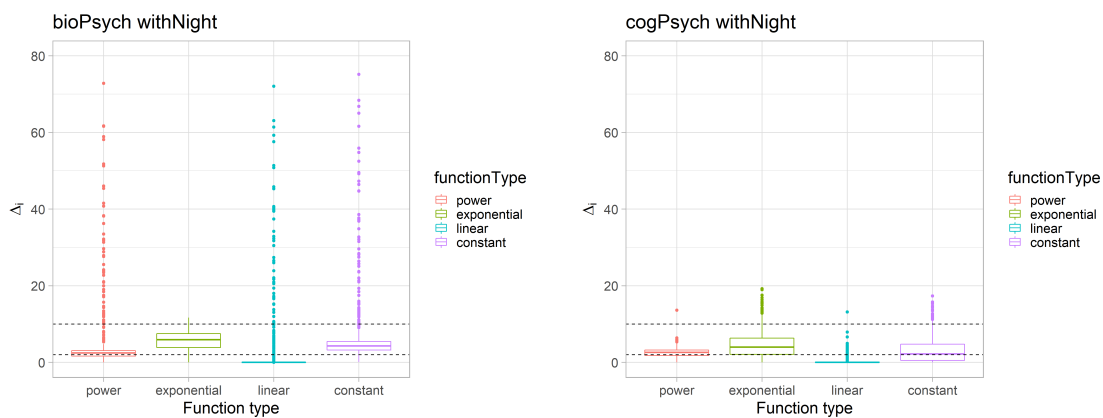 bioPsych withNight
80
60
40
20
0
Δi
power exponential linear constant
Function type
functionType
power
exponential
linear
constant
cogPsych withNight
80
60
40
20
0
Δi
power exponential linear constant
Function type
functionType
power
exponential
linear
constant